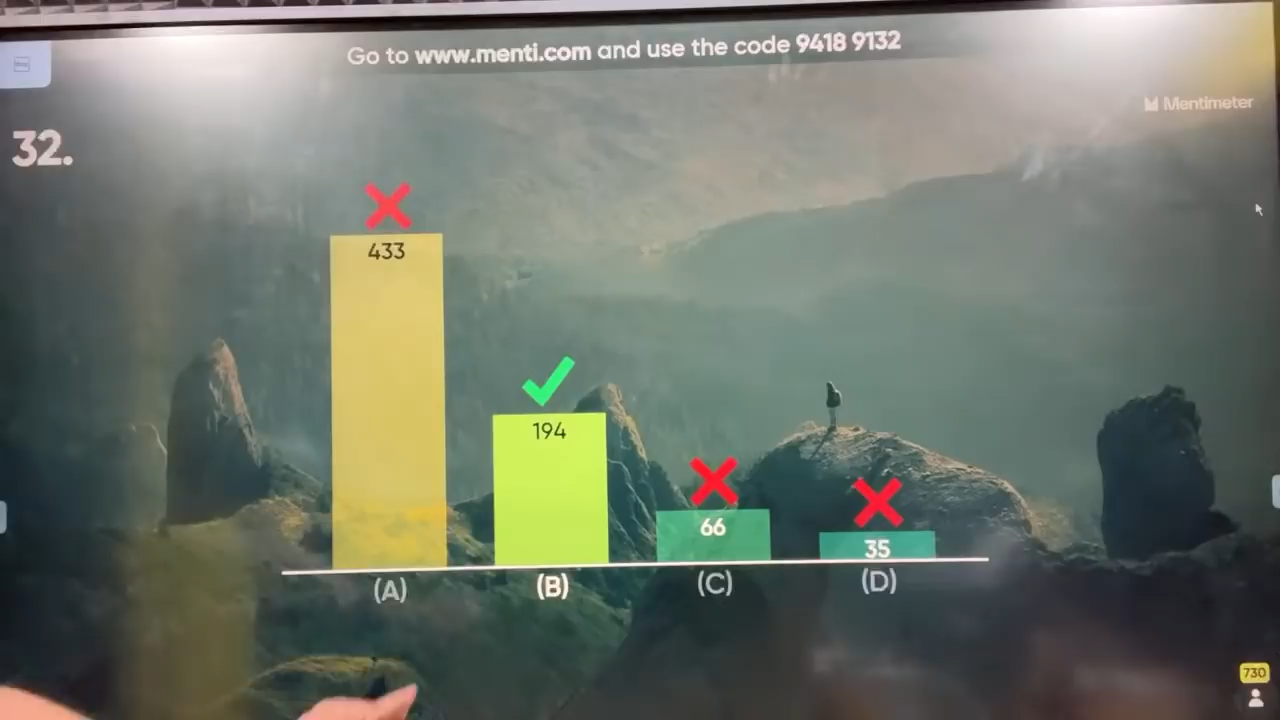 Go to www.menti.com and use the code 9418 9132
Mentimeter
32.
433
194
66
35
(A)
(B)
(C)
(D)
730